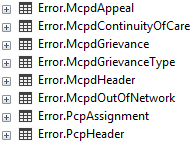 Error.McpdAppeal
Error.McpdContinuityOfCare
Error.McpdGrievance
Error.McpdGrievanceType
Error.McpdHeader
Error.McpdOutOfNetwork
Error.PcpAssignment
Error.PcpHeader